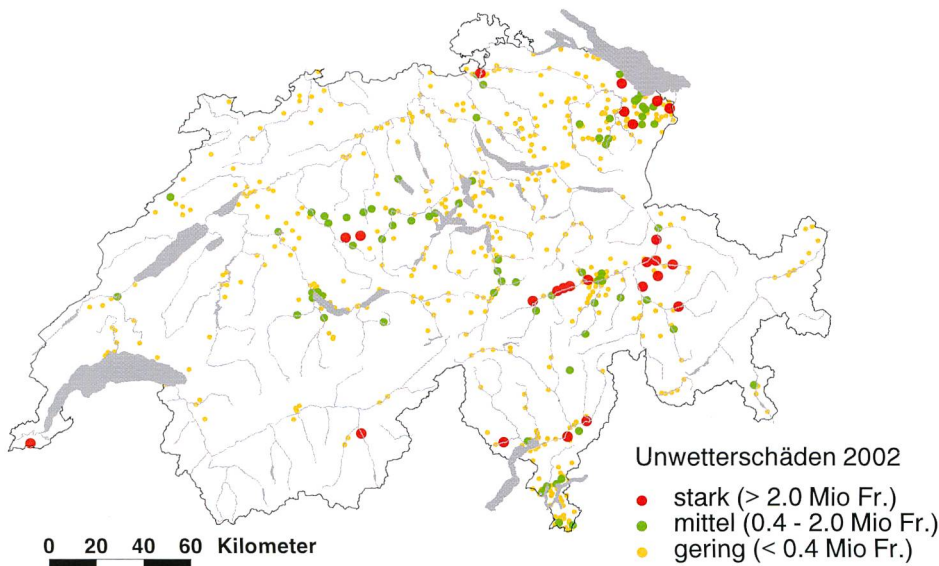 Unwetterschäden 2002
stark (> 2.0 Mio Fr.)
mittel (0.4 - 2.0 Mio Fr.)
gering (< 0.4 Mio Fr.)
0 20 40 60 Kilometer